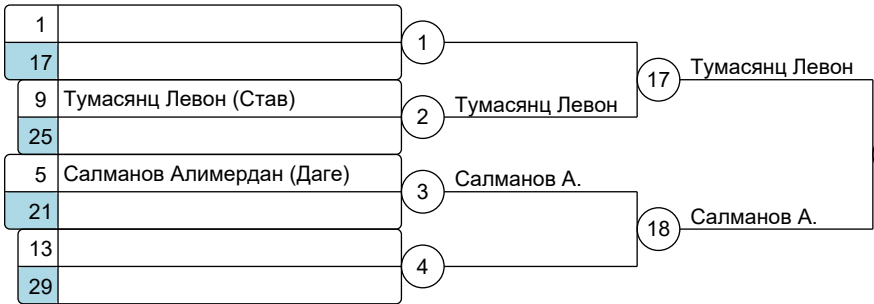 1
17
1
9 Тумасянц Левон (Став)
25
2 Тумасянц Левон
17 Тумасянц Левон
5 Салманов Алимердан (Даге)
21
3 Салманов А.
13
29
4
18 Салманов А.